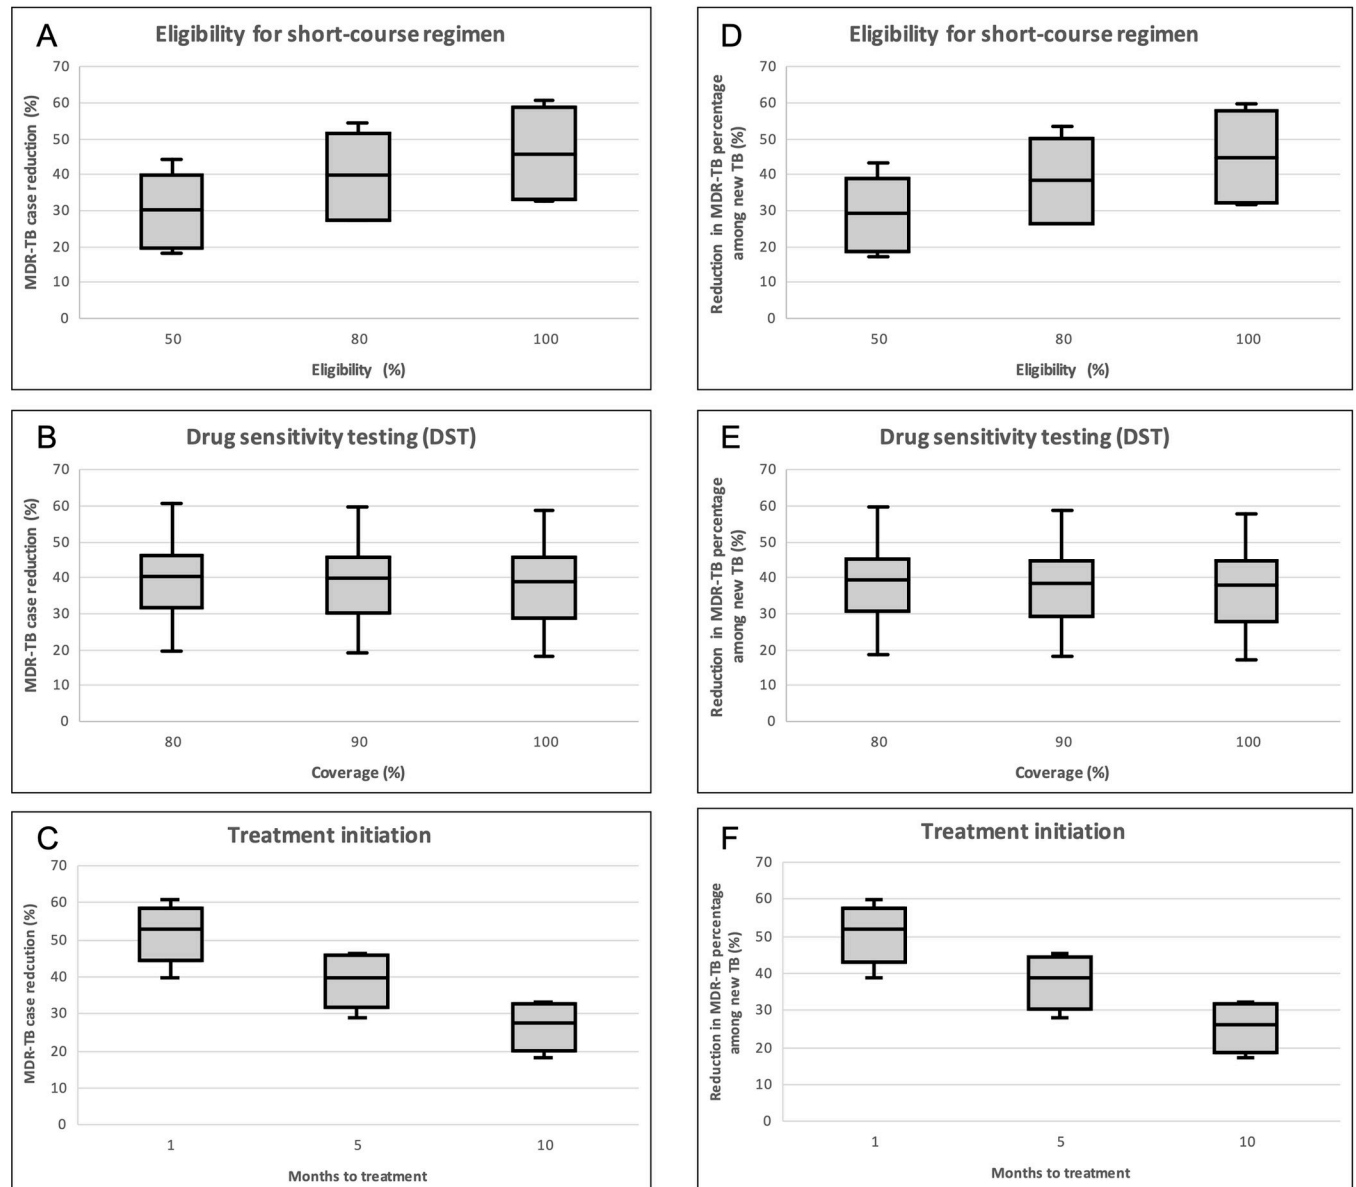 A
Eligibility for short-course regimen
MDR-TB case reduction (%)
70
60
50
40
30
20
10
0
50 80 100
Eligibility (%)
D
Eligibility for short-course regimen
Reduction in MDR-TB percentage
among new TB (%)
70
60
50
40
30
20
10
0
50 80 100
Eligibility (%)
B
Drug sensitivity testing (DST)
MDR-TB case reduction (%)
70
60
50
40
30
20
10
0
80 90 100
Coverage (%)
E
Drug sensitivity testing (DST)
Reduction in MDR-TB percentage
among new TB (%)
70
60
50
40
30
20
10
0
80 90 100
Coverage (%)
C
Treatment initiation
MDR-TB case redcution (%)
70
60
50
40
30
20
10
0
1 5 10
Months to treatment
F
Treatment initiation
Reduction in MDR-TB percentage
among new TB (%)
70
60
50
40
30
20
10
0
1 5 10
Months to treatment